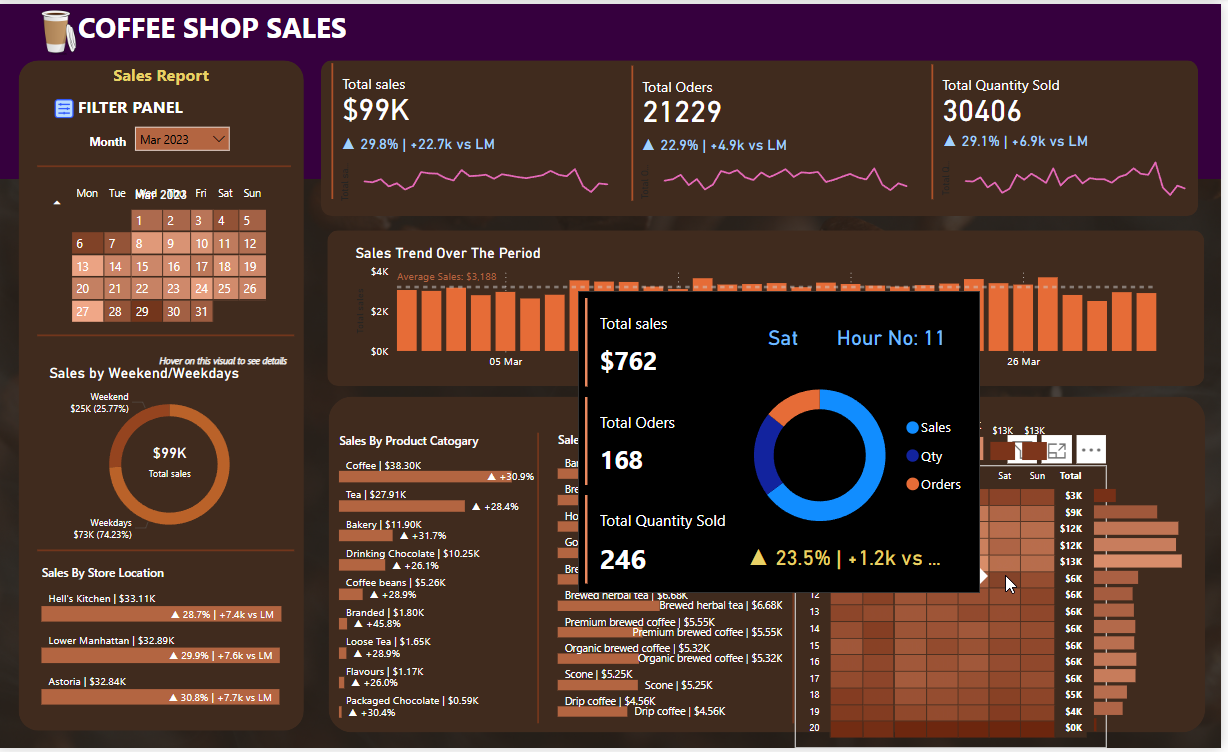 COFFEE SHOP SALES
Sales Report
FILTER PANEL
Month
Mar 2023
Mon Tue Wed Thu Fri Sat Sun
Mar 2023
1 2 3 4 5
6 7 8 9 10 11 12
13 14 15 16 17 18 19
20 21 22 23 24 25 26
27 28 29 30 31
Hover on this visual to see details
Sales by Weekend/Weekdays
Weekend
$25K (25.77%)
$99K
Total sales
Weekdays
$73K (74.23%)
Sales By Store Location
Hell's Kitchen | $33.11K
▲ 28.7% | +7.4k vs LM
Lower Manhattan | $32.89K
▲ 29.9% | +7.6k vs LM
Astoria | $32.84K
▲ 30.8% | +7.7k vs LM
Total sales
$99K
▲ 29.8% | +22.7k vs LM
Total Oders
21229
▲ 22.9% | +4.9k vs LM
Total Quantity Sold
30406
▲ 29.1% | +6.9k vs LM
Sales Trend Over The Period
Average Sales: $3,188
$4K
$2K
$0K
05 Mar
26 Mar
Total sales
$762
Sat
Hour No: 11
Total Oders
168
Total Quantity Sold
246
Sales
Qty
Orders
▲ 23.5% | +1.2k vs ...
Sales By Product Catogary
Coffee | $38.30K
▲ +30.9%
Tea | $27.91K
▲ +28.4%
Bakery | $11.90K
▲ +31.7%
Drinking Chocolate | $10.25K
▲ +26.1%
Coffee beans | $5.26K
▲ +28.9%
Branded | $1.80K
▲ +45.8%
Loose Tea | $1.65K
▲ +28.9%
Flavours | $1.17K
▲ +26.0%
Packaged Chocolate | $0.59K
▲ +30.4%
Sale
Bar
Bre
Ho
Go
Bre
Brewed herbal tea | $6.68K
Brewed herbal tea | $6.68K
Premium brewed coffee | $5.55K
Premium brewed coffee | $5.55K
Organic brewed coffee | $5.32K
Organic brewed coffee | $5.32K
Scone | $5.25K
Scone | $5.25K
Drip coffee | $4.56K
Drip coffee | $4.56K
$13K $13K
Sat Sun Total
$3K
$9K
$12K
$12K
$13K
$6K
12 $6K
13 $6K
14 $6K
15 $6K
16 $6K
17 $6K
18 $5K
19 $4K
20 $0K